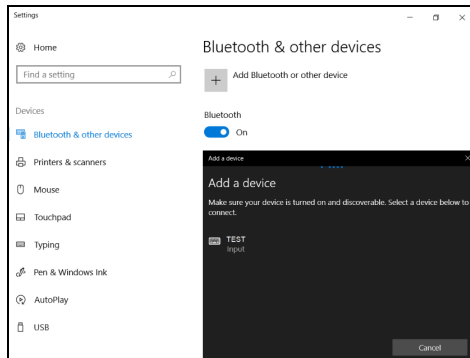 Settings
Home
Find a setting
Devices
Bluetooth & other devices
Printers & scanners
Mouse
Touchpad
Typing
Pen & Windows Ink
AutoPlay
USB
Bluetooth & other devices
Add Bluetooth or other device
Bluetooth
On
Add a device
Add a device
Make sure your device is turned on and discoverable. Select a device below to
connect.
TEST
Input
Cancel